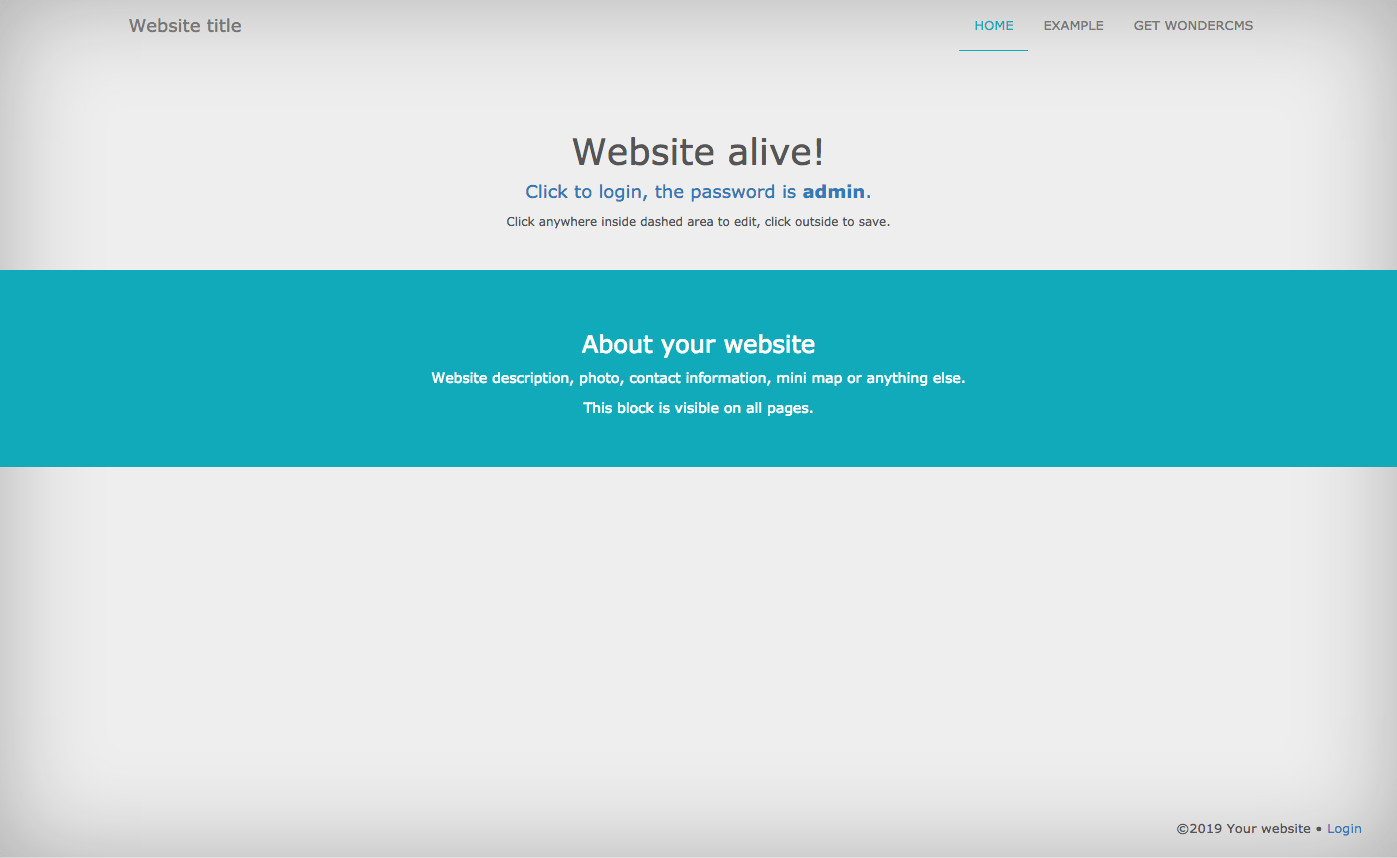 Website title
HOME EXAMPLE GET WONDERCMS
Website alive!
Click to login, the password is admin.
Click anywhere inside dashed area to edit, click outside to save.
About your website
Website description, photo, contact information, mini map or anything else.
This block is visible on all pages.
©2019 Your website • Login